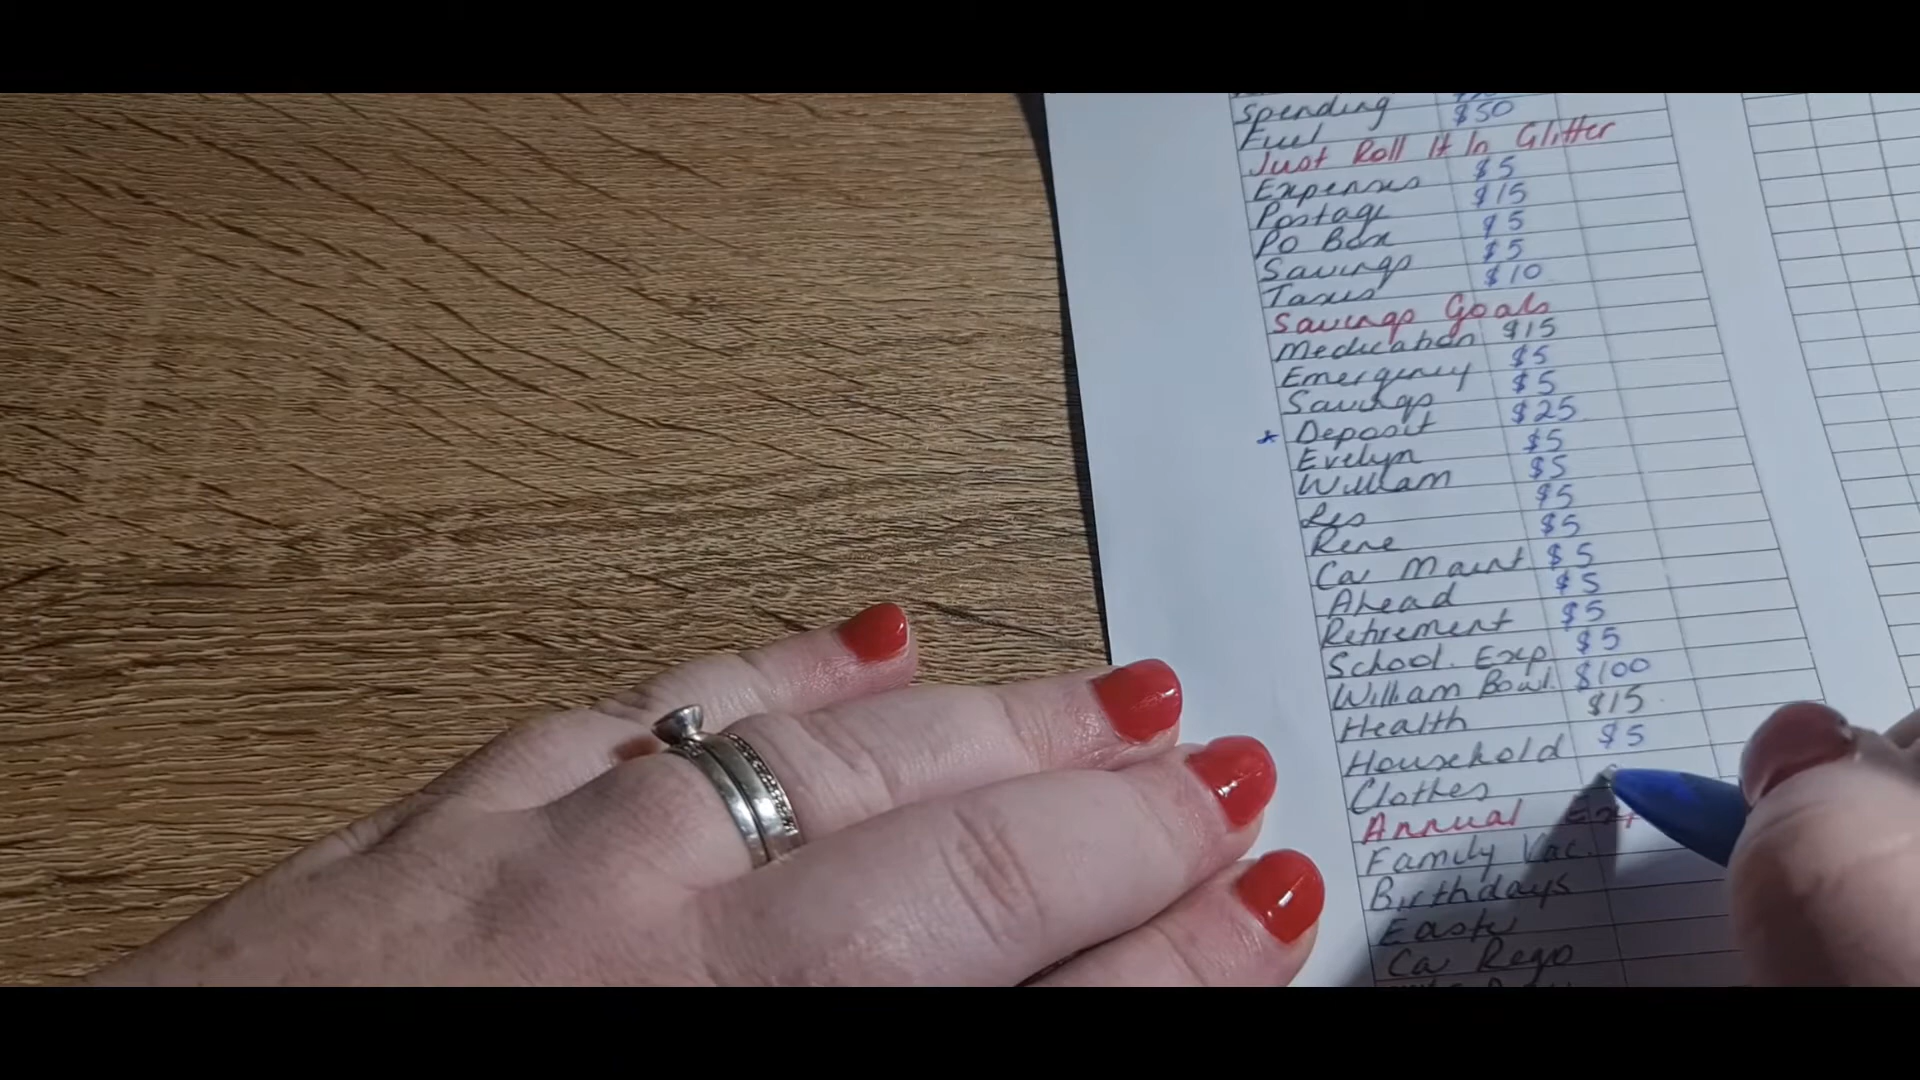 Spending
Fuel $50
Just Roll It In Glitter
Expenses $5
Postage $15
PO Box $5
Savings $5
Taxes $10
Savings Goals
Medication $15
Emergency $5
Savings $5
* Deposit $25
Evelyn $5
William $5
Les $5
Rene $5
Car Maint $5
Ahead $5
Retirement $5
School. Exp $5
William Bowl. $100
Health $15
Household $5
Clothes
Annual
Family Vac.
Birthdays
Easter
Car Rego